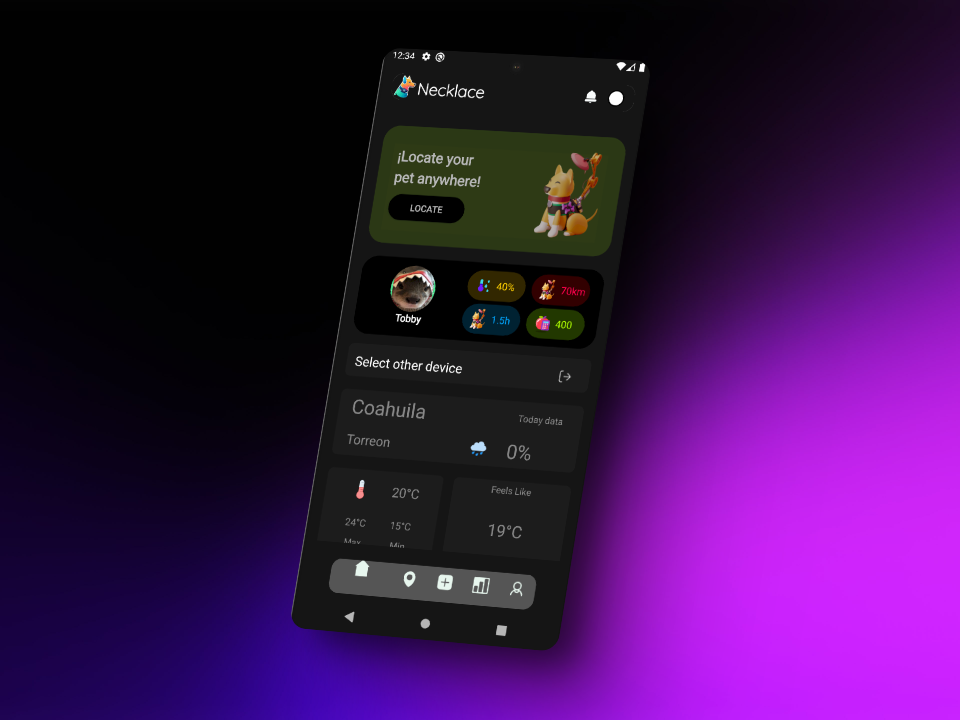 12:34
Necklace
¡Locate your
pet anywhere!
LOCATE
40%
70km
Tobby
1.5h
400
Select other device
Coahuila
Today data
Torreon
0%
20°C
Feels Like
24°C
15°C
19°C
Max
Min